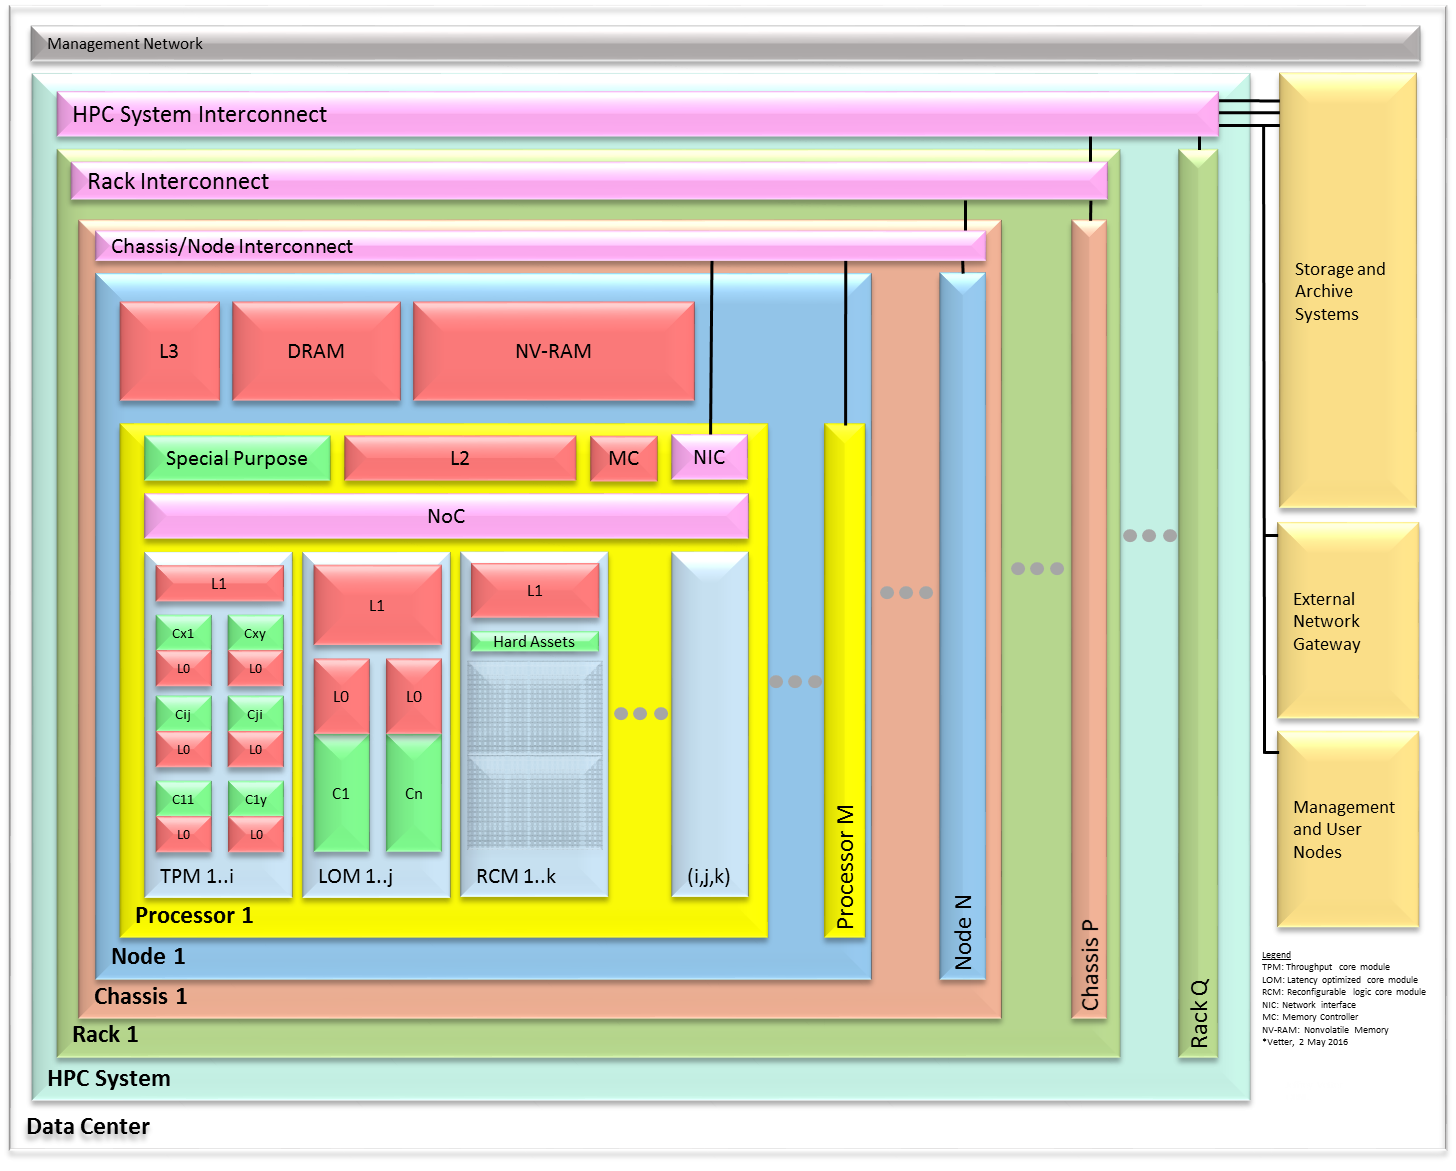 Management Network
HPC System Interconnect
Rack Interconnect
Chassis/Node Interconnect
L3
DRAM
NV-RAM
Special Purpose
L2
MC
NIC
NoC
L1
Cx1
Cxy
L0
L0
Cij
Cji
L0
L0
C11
C1y
L0
L0
TPM 1..i
L1
L0
L0
C1
Cn
LOM 1..j
L1
Hard Assets
RCM 1..k
(i,j,k)
Processor 1
Processor M
Node 1
Node N
Chassis 1
Chassis P
Rack 1
Rack Q
HPC System
Data Center
Storage and
Archive
Systems
External
Network
Gateway
Management
and User
Nodes
Legend
TPM: Throughput core module
LOM: Latency optimized core module
RCM: Reconfigurable logic core module
NIC: Network interface
MC: Memory Controller
NV-RAM: Nonvolatile Memory
*Vetter, 2 May 2016